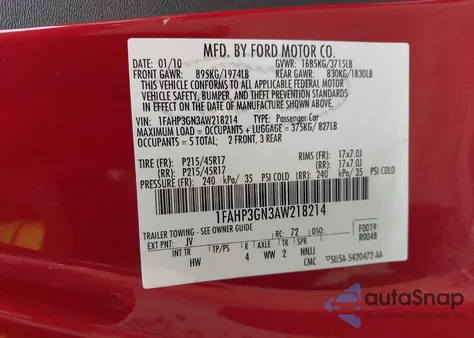 MFD. BY FORD MOTOR CO.
01/10 GVWR: 1685KG/3715LB
FRONT GAWR: 895KG/1974LB REAR GAWR: 830KG/1830LB
THIS VEHICLE CONFORMS TO ALL APPLICABLE FEDERAL MOTOR
VEHICLE SAFETY, BUMPER, AND THEFT PREVENTION STANDARDS
IN EFFECT ON THE DATE OF MANUFACTURE SHOWN ABOVE.
VIN: 1FAHP3GN3AW218214 TYPE: Passenger Car
MAXIMUM LOAD = OCCUPANTS + LUGGAGE = 375KG/ 827LB
OCCUPANTS = 5 TOTAL; 2 FRONT, 3 REAR
TIRE (FR): P215/45R17 RIMS (FR): 17x7.0J
(RR): P215/45R17 (RR): 17x7.0J
PRESSURE (FR): 240 kPa/ 35 PSI COLD (RR): 240 kPa/ 35 PSI COLD
1FAHP3GN3AW218214
TRAILER TOWING - SEE OWNER GUIDE
EXT PNT: JV RC: 72 DSO: F0019
INT TR TP/PS R AXLE TR SPR R0048
HW 4 WW 2 NNJJ
CMC 5U5A-5420472-AA
autoSnap